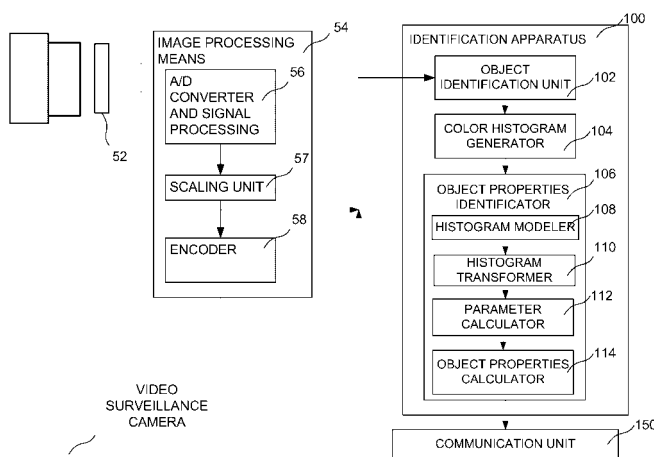 52
IMAGE PROCESSING
MEANS
54
A/D
CONVERTER
AND SIGNAL
PROCESSING
56
SCALING UNIT
57
ENCODER
58
VIDEO
SURVEILLANCE
CAMERA
IDENTIFICATION APPARATUS
100
OBJECT
IDENTIFICATION UNIT
102
COLOR HISTOGRAM
GENERATOR
104
OBJECT PROPERTIES
IDENTIFICATOR
106
HISTOGRAM MODELER
108
HISTOGRAM
TRANSFORMER
110
PARAMETER
CALCULATOR
112
OBJECT PROPERTIES
CALCULATOR
114
COMMUNICATION UNIT
150